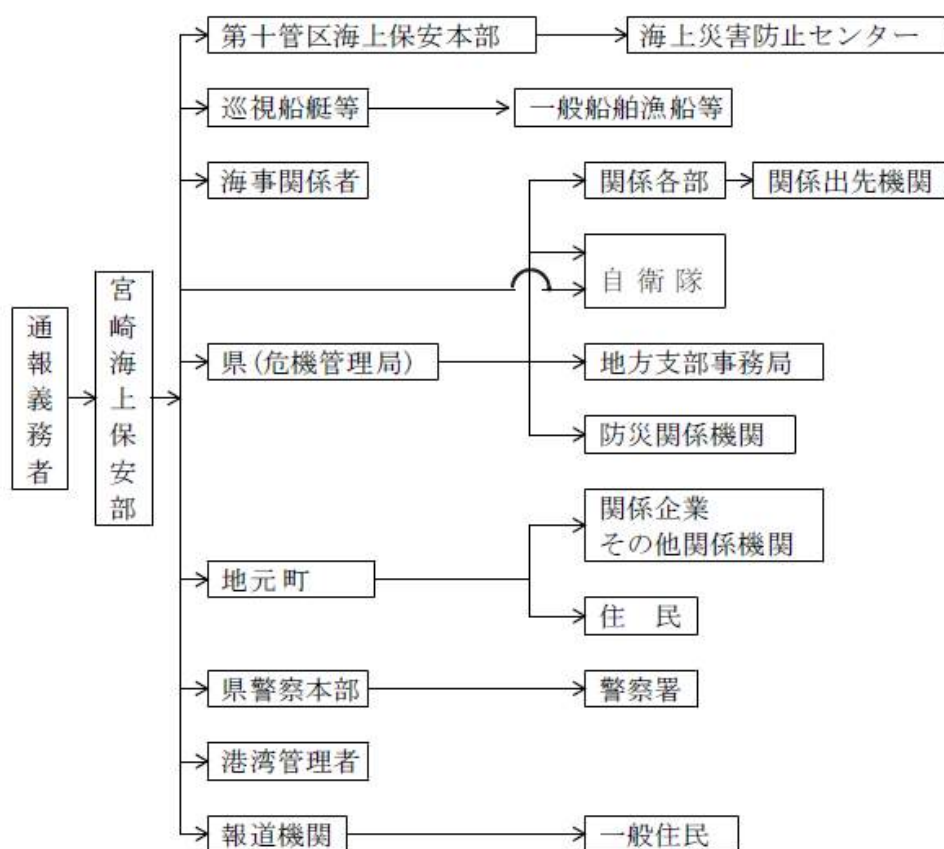 第十管区海上保安本部
海上災害防止センター
巡視船艇等
一般船舶漁船等
海事関係者
関係各部
関係出先機関
自衛隊
通報義務者
宮崎海上保安部
県(危機管理局)
地方支部事務局
防災関係機関
関係企業
その他関係機関
地元町
住 民
県警察本部
警察署
港湾管理者
報道機関
一般住民